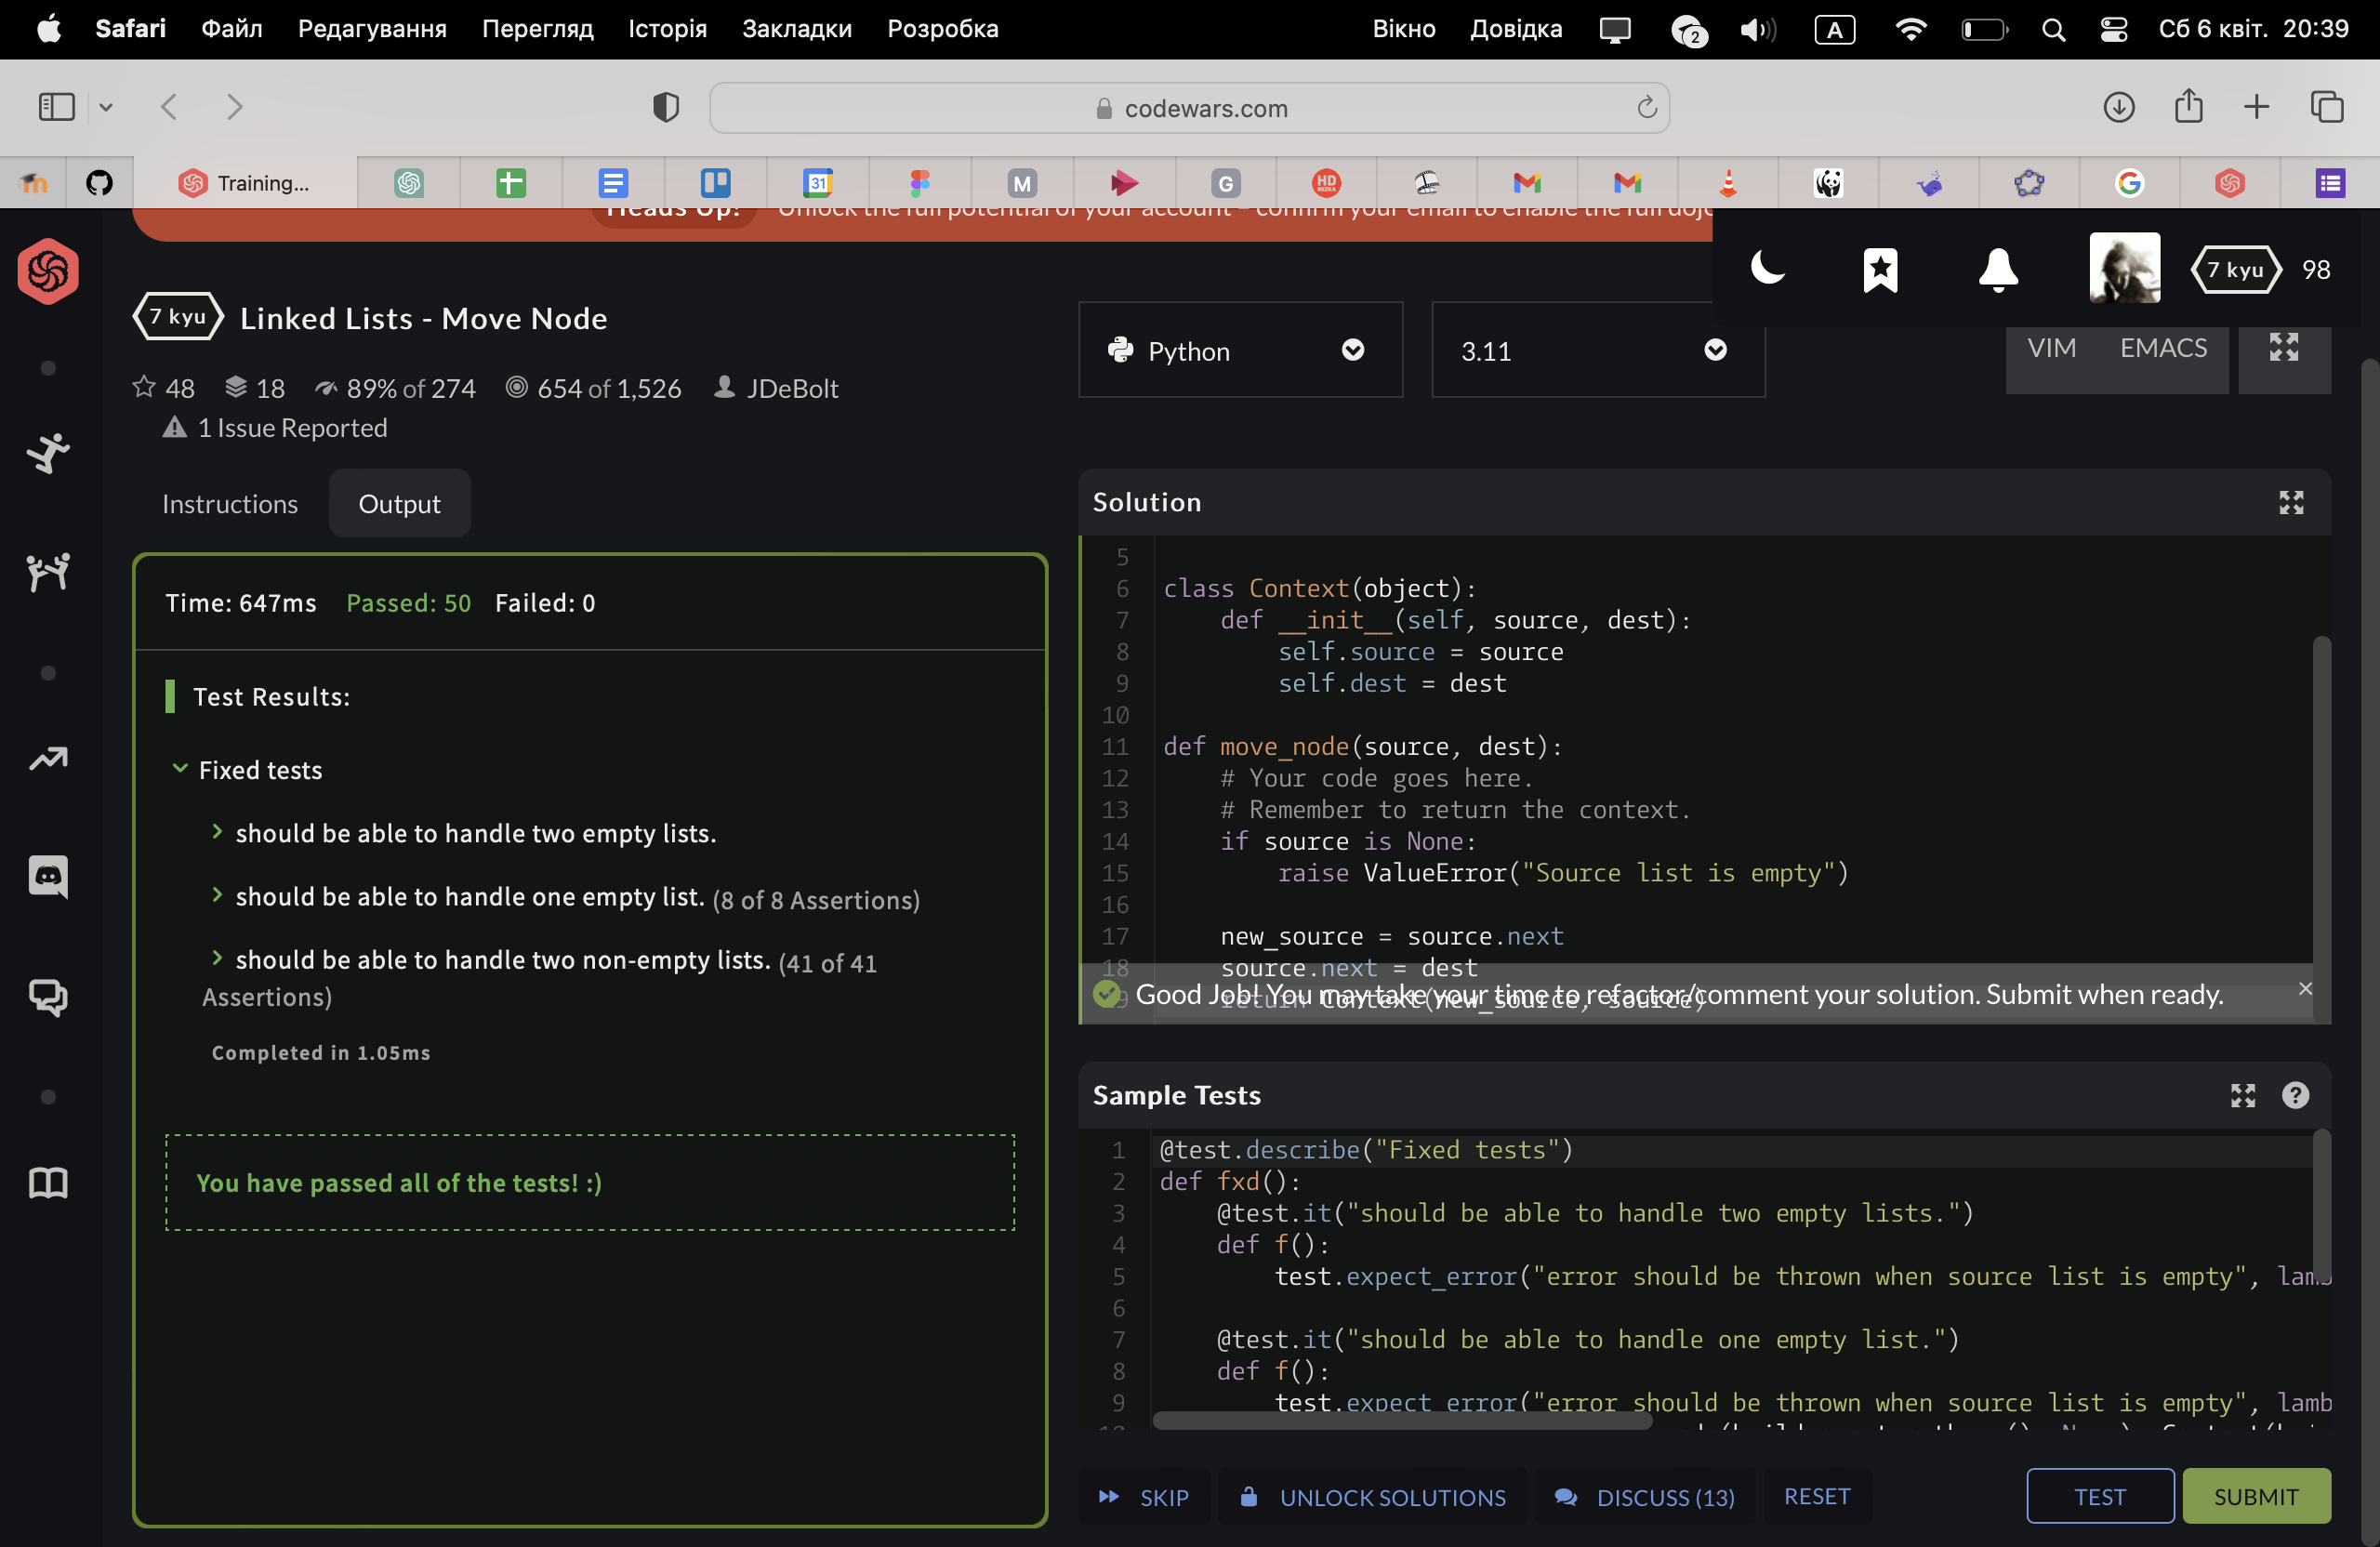 Safari Файл Редагування Перегляд Історія Закладки Розробка Вікно Довідка 2 A Сб 6 квіт. 20:39
codewars.com
Training... 31 M G HD REZKA
Heads Up! Unlock the full potential of your account – confirm your email to enable the full dojo
7 kyu 98
7 kyu Linked Lists - Move Node
Python 3.11 VIM EMACS
48 18 89% of 274 654 of 1,526 JDeBolt
1 Issue Reported
Instructions Output
Time: 647ms Passed: 50 Failed: 0
Test Results:
Fixed tests
should be able to handle two empty lists.
should be able to handle one empty list. (8 of 8 Assertions)
should be able to handle two non-empty lists. (41 of 41
Assertions)
Completed in 1.05ms
You have passed all of the tests! :)
Solution
5
6 class Context(object):
7 def __init__(self, source, dest):
8 self.source = source
9 self.dest = dest
10
11 def move_node(source, dest):
12 # Your code goes here.
13 # Remember to return the context.
14 if source is None:
15 raise ValueError("Source list is empty")
16
17 new_source = source.next
18 source.next = dest
return Context(new_source, source)
Good Job! You may take your time to refactor/comment your solution. Submit when ready.
Sample Tests
1 @test.describe("Fixed tests")
2 def fxd():
3 @test.it("should be able to handle two empty lists.")
4 def f():
5 test.expect_error("error should be thrown when source list is empty", lamb
6
7 @test.it("should be able to handle one empty list.")
8 def f():
9 test.expect_error("error should be thrown when source list is empty", lamb
SKIP UNLOCK SOLUTIONS DISCUSS (13) RESET TEST SUBMIT